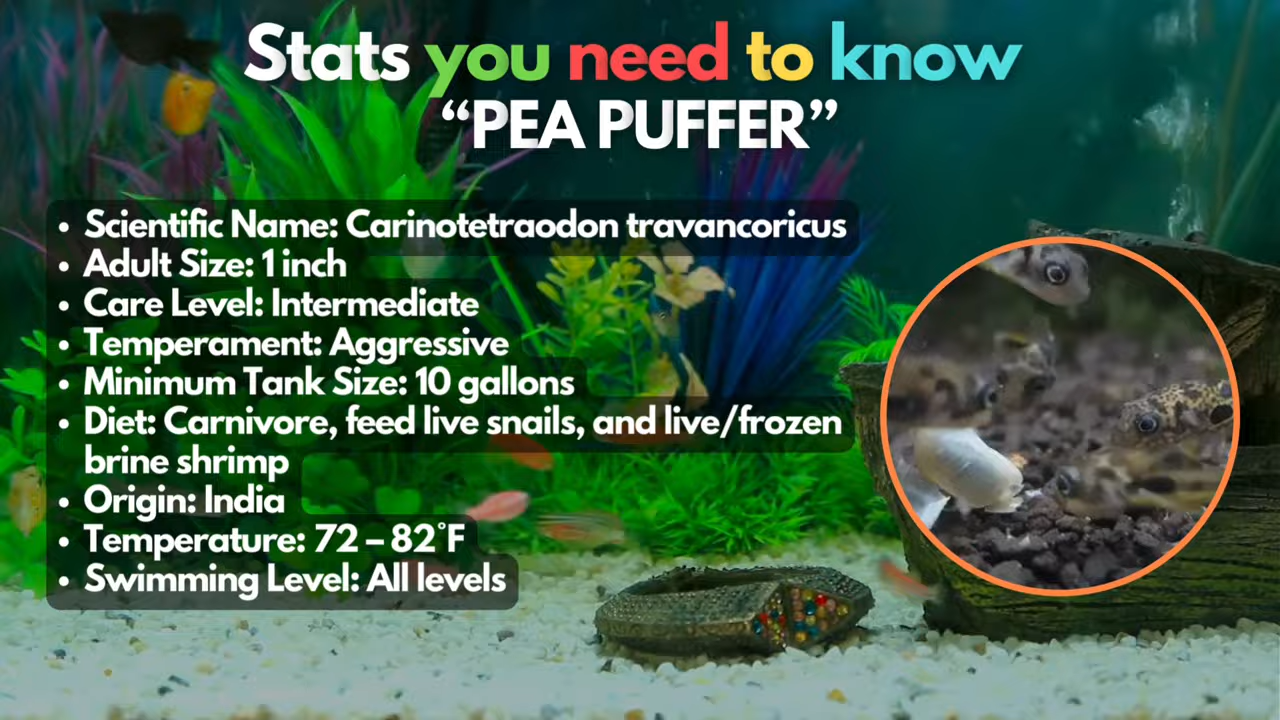 Stats you need to know
“PEA PUFFER”
• Scientific Name: Carinotetraodon travancoricus
• Adult Size: 1 inch
• Care Level: Intermediate
• Temperament: Aggressive
• Minimum Tank Size: 10 gallons
• Diet: Carnivore, feed live snails, and live/frozen
brine shrimp
• Origin: India
• Temperature: 72 – 82°F
• Swimming Level: All levels